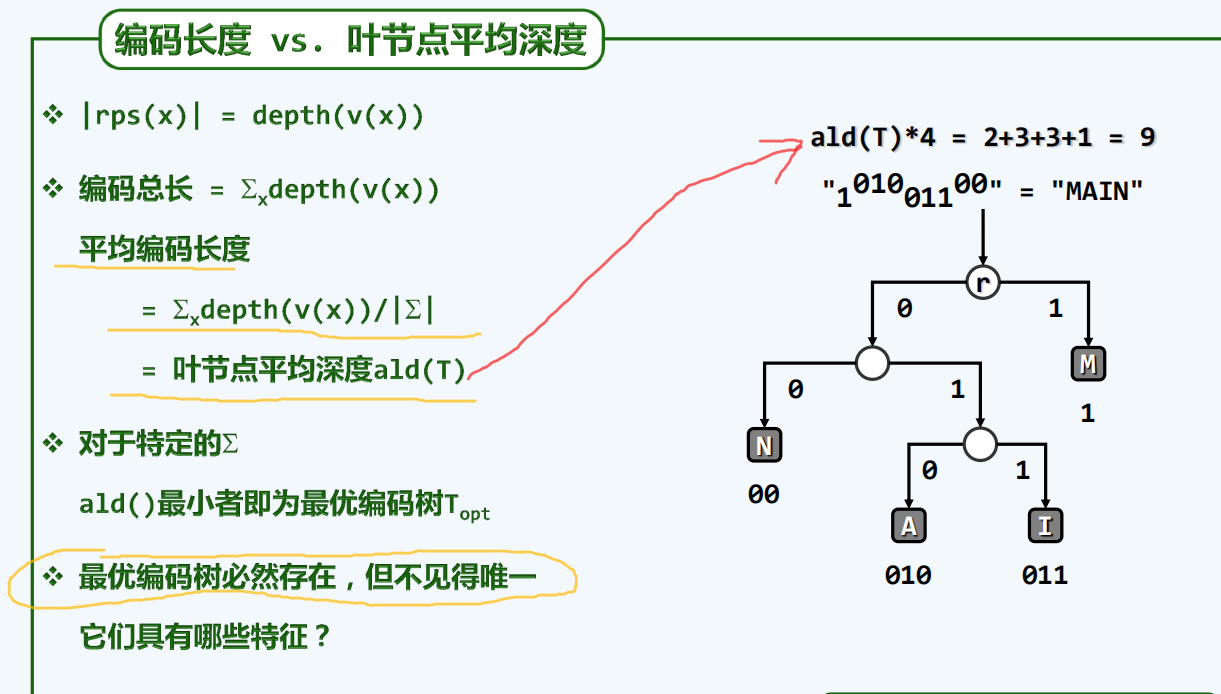 编码长度 vs. 叶节点平均深度
❖ |rps(x)| = depth(v(x))
❖ 编码总长 = Σxdepth(v(x))
平均编码长度
= Σxdepth(v(x))/|Σ|
= 叶节点平均深度ald(T)
❖ 对于特定的Σ
ald()最小者即为最优编码树Topt
❖ 最优编码树必然存在，但不见得唯一
它们具有哪些特征？
ald(T)*4 = 2+3+3+1 = 9
"101001100" = "MAIN"
r
0 1
M
0 1
1
N
0 1
00
A I
010 011